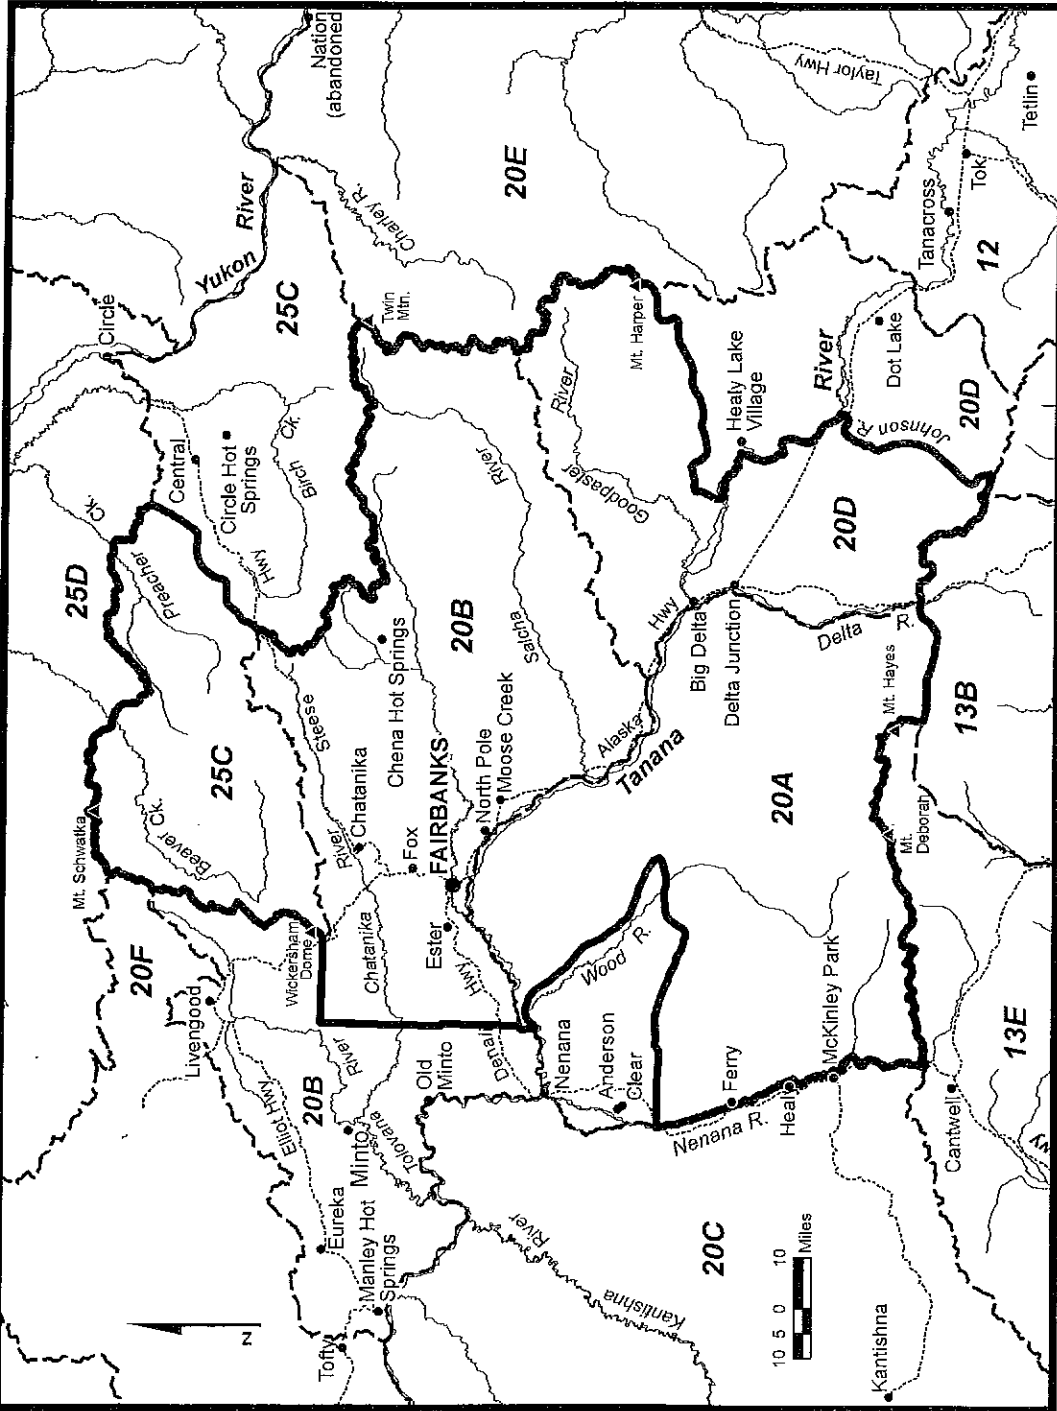 Mt. Schwatka
25D
Ck.
Circle
20F
Livengood
Beaver Ck.
Preacher
Central
Yukon
River
25C
Circle Hot
Springs
Elliot Hwy
Hwy
Birch Ck.
25C
N
Wickersham
Dome
Steese
Nation
(abandoned
20B
Tofty
Eureka
Minto
River
River
Chatanika
Twin
Mtn.
Manley Hot
Springs
Chatanika
Chena Hot Springs
Charley R.
Tolovana
Old
Minto
Fox
Ester
FAIRBANKS
20B
Hwy
Denali
North Pole
Moose Creek
Salcha
River
20E
River
Nenana
Wood R.
River
Goodpaster
Kantishna
Anderson
Clear
Alaska
Hwy
Tanana
Mt. Harper
Nenana R.
Big Delta
20C
Ferry
Delta Junction
Healy Lake
Village
Healy
20A
10 5 0 10
Miles
McKinley Park
Delta R.
20D
River
Taylor Hwy
Kantishna
Mt.
Deborah
Mt. Hayes
Dot Lake
Johnson R.
Tanacross
Cantwell
13B
20D
Tok
13E
12
Tetlin
wy